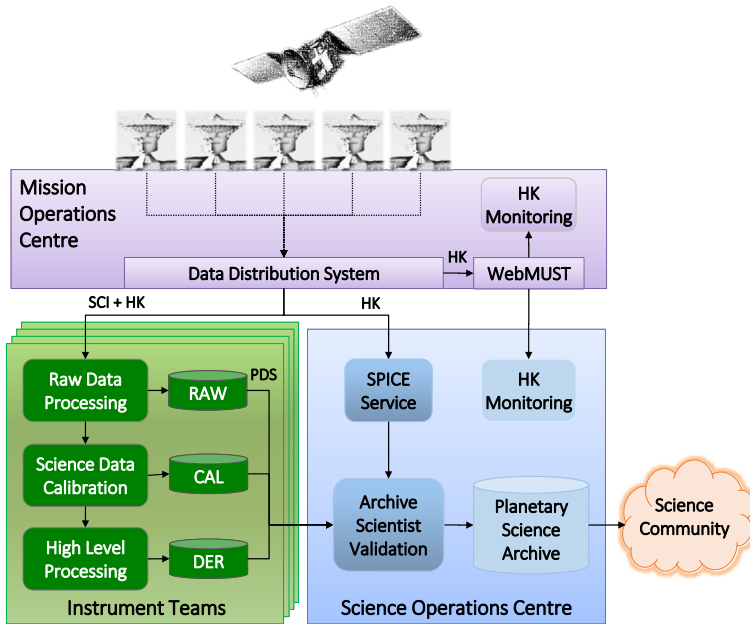 Mission
Operations
Centre
HK
Monitoring
HK
Data Distribution System
WebMUST
SCI + HK
HK
Raw Data
Processing
RAW
PDS
SPICE
Service
HK
Monitoring
Science Data
Calibration
CAL
Archive
Scientist
Validation
Planetary
Science
Archive
Science
Community
High Level
Processing
DER
Instrument Teams
Science Operations Centre